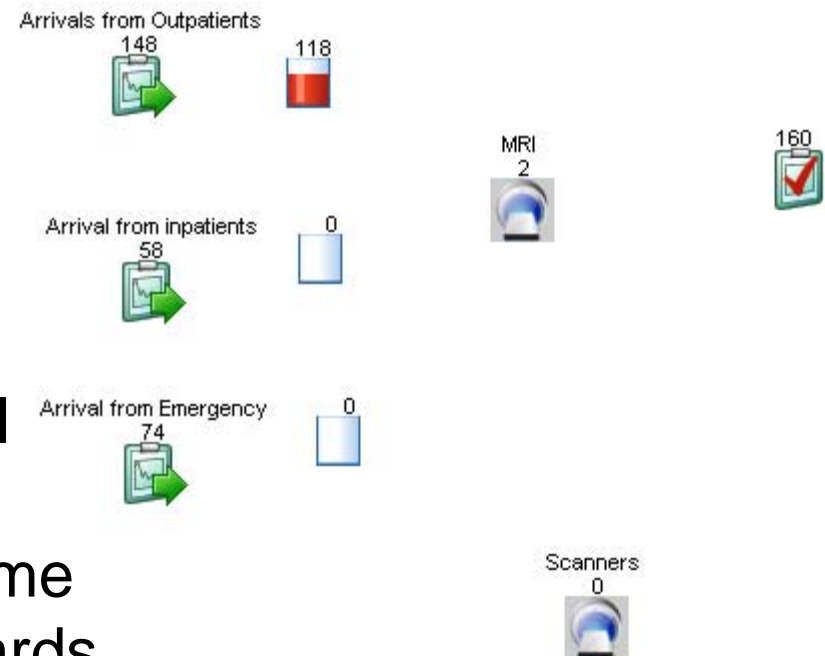 Arrivals from Outpatients
148
118
MRI
2
160
Arrival from inpatients
58
0
Arrival from Emergency
74
0
Scanners
0